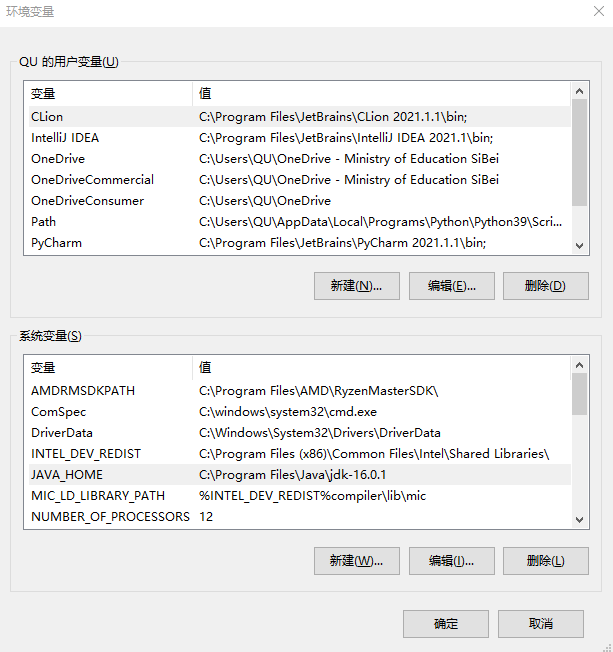 环境变量
QU 的用户变量(U)
变量 值
CLion C:\Program Files\JetBrains\CLion 2021.1.1\bin;
IntelliJ IDEA C:\Program Files\JetBrains\IntelliJ IDEA 2021.1\bin;
OneDrive C:\Users\QU\OneDrive - Ministry of Education SiBei
OneDriveCommercial C:\Users\QU\OneDrive - Ministry of Education SiBei
OneDriveConsumer C:\Users\QU\OneDrive
Path C:\Users\QU\AppData\Local\Programs\Python\Python39\Scri...
PyCharm C:\Program Files\JetBrains\PyCharm 2021.1.1\bin;
新建(N)... 编辑(E)... 删除(D)
系统变量(S)
变量 值
AMDRMSDKPATH C:\Program Files\AMD\RyzenMasterSDK\
ComSpec C:\windows\system32\cmd.exe
DriverData C:\Windows\System32\Drivers\DriverData
INTEL_DEV_REDIST C:\Program Files (x86)\Common Files\Intel\Shared Libraries\
JAVA_HOME C:\Program Files\Java\jdk-16.0.1
MIC_LD_LIBRARY_PATH %INTEL_DEV_REDIST%compiler\lib\mic
NUMBER_OF_PROCESSORS 12
新建(W)... 编辑(I)... 删除(L)
确定 取消